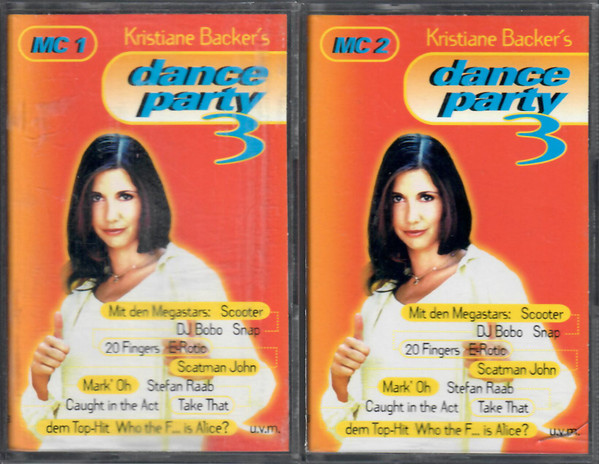 MC 1
Kristiane Backer's
dance
party
3
Mit den Megastars: Scooter
DJ Bobo Snap
20 Fingers E-Rotic
Scatman John
Mark' Oh Stefan Raab
Caught in the Act Take That
dem Top-Hit Who the F... is Alice? u.v.m.
MC 2
Kristiane Backer's
dance
party
3
Mit den Megastars: Scooter
DJ Bobo Snap
20 Fingers E-Rotic
Scatman John
Mark' Oh Stefan Raab
Caught in the Act Take That
dem Top-Hit Who the F... is Alice? u.v.m.